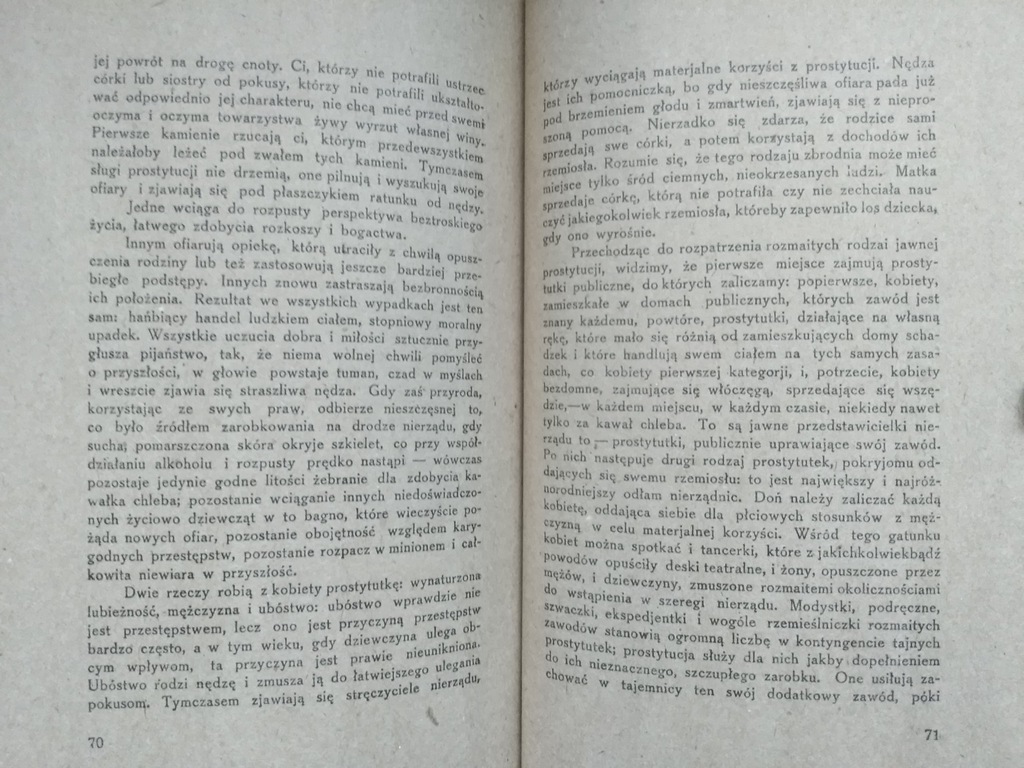 jej powrót na drogę cnoty. Ci, którzy nie potrafili ustrzec
córki lub siostry od pokusy, którzy nie potrafili ukształto-
wać odpowiednio jej charakteru, nie chcą mieć przed swemi
oczyma i oczyma towarzystwa żywy wyrzut własnej winy.
Pierwsze kamienie rzucają ci, którym przedewszystkiem
należałoby leżeć pod zwałem tych kamieni. Tymczasem
sługi prostytucji nie drzemią, one pilnują i wyszukują swoje
ofiary i zjawiają się pod płaszczykiem ratunku od nędzy.
Jedne wciąga do rozpusty perspektywa beztroskiego
życia, łatwego zdobycia rozkoszy i bogactwa.
Innym ofiarują opiekę, którą utraciły z chwilą opusz-
czenia rodziny lub też zastosowują jeszcze bardziej prze-
biegłe podstępy. Innych znowu zastraszają bezbronnością
ich położenia. Rezultat we wszystkich wypadkach jest ten
sam: hańbiący handel ludzkiem ciałem, stopniowy moralny
upadek. Wszystkie uczucia dobra i miłości sztucznie przy-
głusza pijaństwo, tak, że niema wolnej chwili pomyśleć
o przyszłości, w głowie powstaje tuman, czad w myślach
i wreszcie zjawia się straszliwa nędza. Gdy zaś przyroda,
korzystając ze swych praw, odbierze nieszczęsnej to,
co było źródłem zarobkowania na drodze nierządu, gdy
sucha, pomarszczona skóra okryje szkielet, co przy współ-
działaniu alkoholu i rozpusty prędko nastąpi — wówczas
pozostaje jedynie godne litości żebranie dla zdobycia ka-
wałka chleba; pozostanie wciąganie innych niedoświadczo-
nych życiowo dziewcząt w to bagno, które wieczyście po-
żąda nowych ofiar, pozostanie obojętność względem kary-
godnych przestępstw, pozostanie rozpacz w minionem i cał-
kowita niewiara w przyszłość.
Dwie rzeczy robią z kobiety prostytutkę: wynaturzona
lubieżność, mężczyzna i ubóstwo: ubóstwo wprawdzie nie
jest przestępstwem, lecz ono jest przyczyną przestępstw
bardzo często, a w tym wieku, gdy dziewczyna ulega ob-
cym wpływom, ta przyczyna jest prawie nieunikniona.
Ubóstwo rodzi nędzę i zmusza ją do łatwiejszego ulegania
pokusom. Tymczasem zjawiają się stręczyciele nierządu,
70
którzy wyciągają materjalne korzyści z prostytucji. Nędza
jest ich pomocniczką, bo gdy nieszczęśliwa ofiara pada już
pod brzemieniem głodu i zmartwień, zjawiają się z niepro-
szoną pomocą. Nierzadko się zdarza, że rodzice sami
sprzedają swe córki, a potem korzystają z dochodów ich
rzemiosła. Rozumie się, że tego rodzaju zbrodnia może mieć
miejsce tylko śród ciemnych, nieokrzesanych ludzi. Matka
sprzedaje córkę, którą nie potrafiła czy nie zechciała nau-
czyć jakiegokolwiek rzemiosła, któreby zapewniło los dziecka,
gdy ono wyrośnie.
Przechodząc do rozpatrzenia rozmaitych rodzai jawnej
prostytucji, widzimy, że pierwsze miejsce zajmują prosty-
tutki publiczne, do których zaliczamy: popierwsze, kobiety,
zamieszkałe w domach publicznych, których zawód jest
znany każdemu, powtóre, prostytutki, działające na własną
rękę, które mało się różnią od zamieszkujących domy scha-
dzek i które handlują swem ciałem na tych samych zasa-
dach, co kobiety pierwszej kategorji, i, potrzecie, kobiety
bezdomne, zajmujące się włóczęgą, sprzedające się wszę-
dzie,—w każdem miejscu, w każdym czasie, niekiedy nawet
tylko za kawał chleba. To są jawne przedstawicielki nie-
rządu to — prostytutki, publicznie uprawiające swój zawód.
Po nich następuje drugi rodzaj prostytutek, pokryjomu od-
dających się swemu rzemiosłu: to jest największy i najróż-
norodniejszy odłam nierządnic. Doń należy zaliczać każdą
kobietę, oddająca siebie dla płciowych stosunków z męż-
czyzną w celu materjalnej korzyści. Wśród tego gatunku
kobiet można spotkać i tancerki, które z jakichkolwiekbądź
powodów opuściły deski teatralne, i żony, opuszczone przez
mężów, i dziewczyny, zmuszone rozmaitemi okolicznościami
do wstąpienia w szeregi nierządu. Modystki, podręczne,
szwaczki, ekspedjentki i wogóle rzemieślniczki rozmaitych
zawodów stanowią ogromną liczbę w kontyngencie tajnych
prostytutek; prostytucja służy dla nich jakby dopełnieniem
do ich nieznacznego, szczupłego zarobku. One usiłują za-
chować w tajemnicy ten swój dodatkowy zawód, póki
71